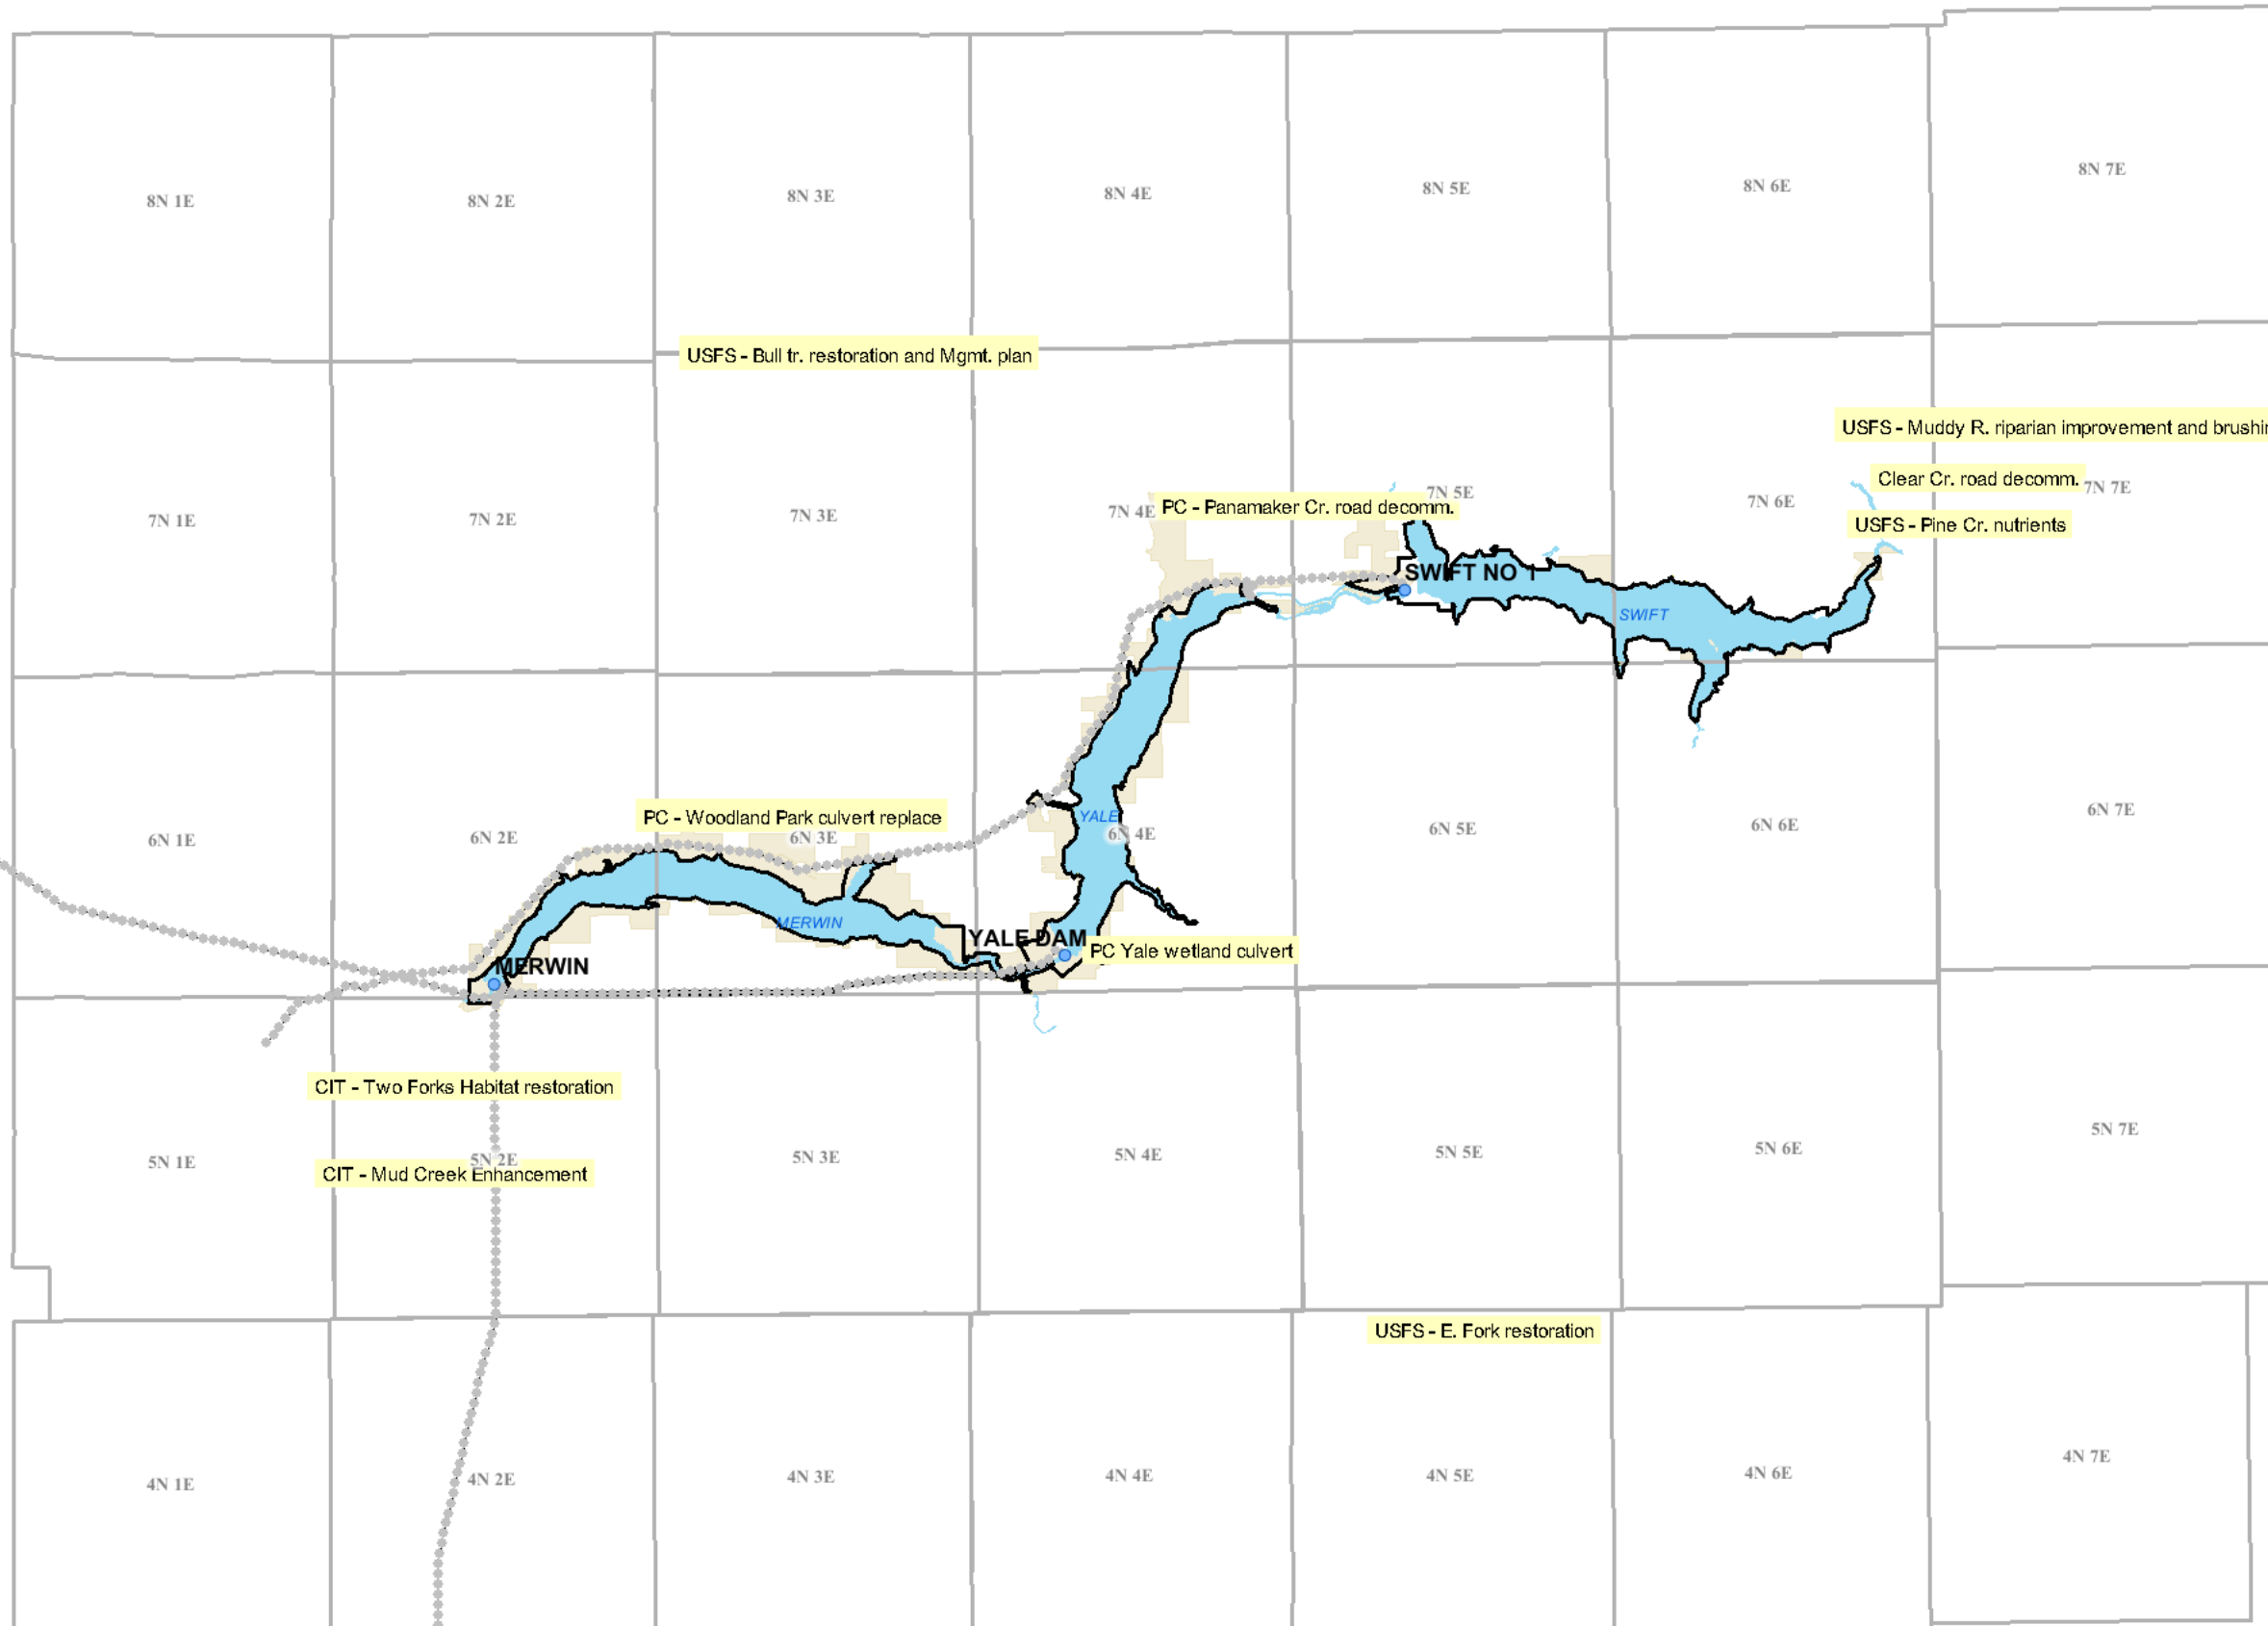 8N 1E
8N 2E
8N 3E
8N 4E
8N 5E
8N 6E
8N 7E
USFS - Bull tr. restoration and Mgmt. plan
USFS - Muddy R. riparian improvement and
Clear Cr. road decomm.
7N 1E
7N 2E
7N 3E
7N 4E
PC - Panamaker Cr. road decomm.
7N 5E
7N 6E
7N 7E
USFS - Pine Cr. nutrients
SWIFT NO 1
SWIFT
PC - Woodland Park culvert replace
YALE
6N 1E
6N 2E
6N 3E
6N 4E
6N 5E
6N 6E
6N 7E
MERWIN
YALE DAM
PC Yale wetland culvert
MERWIN
CIT - Two Forks Habitat restoration
5N 1E
5N 2E
5N 3E
5N 4E
5N 5E
5N 6E
5N 7E
CIT - Mud Creek Enhancement
USFS - E. Fork restoration
4N 1E
4N 2E
4N 3E
4N 4E
4N 5E
4N 6E
4N 7E